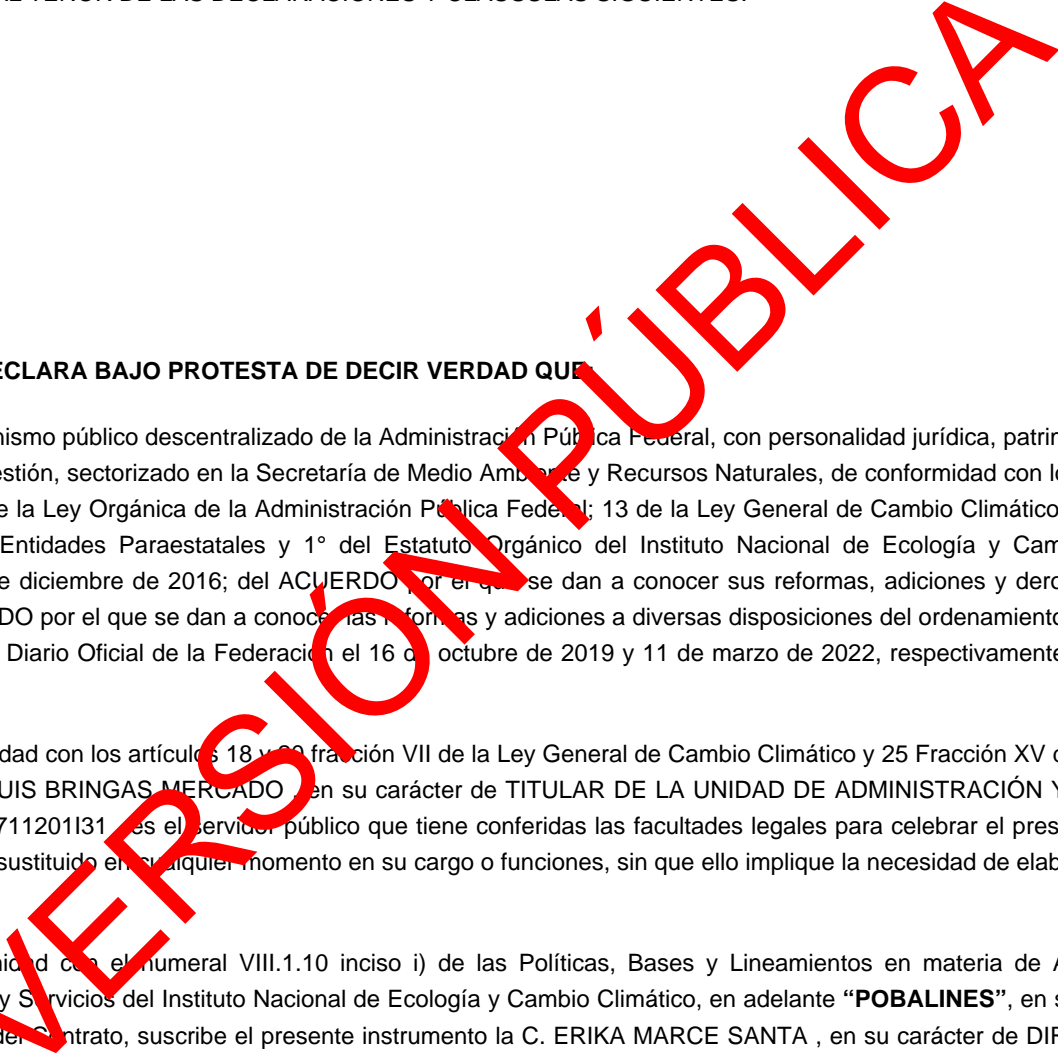 AL TENOR DE LAS DECLARACIONES Y CLÁUSULAS SIGUIENTES:
ECLARA BAJO PROTESTA DE DECIR VERDAD QUE:
nismo público descentralizado de la Administración Pública Federal, con personalidad jurídica, patrin
estión, sectorizado en la Secretaría de Medio Ambiente y Recursos Naturales, de conformidad con lo
e la Ley Orgánica de la Administración Pública Federal; 13 de la Ley General de Cambio Climático
Entidades Paraestatales y 1° del Estatuto Orgánico del Instituto Nacional de Ecología y Cam
e diciembre de 2016; del ACUERDO por el que se dan a conocer sus reformas, adiciones y dero
DO por el que se dan a conocer las reformas y adiciones a diversas disposiciones del ordenamiento
Diario Oficial de la Federación el 16 de octubre de 2019 y 11 de marzo de 2022, respectivamente
dad con los artículos 18 y fracción VII de la Ley General de Cambio Climático y 25 Fracción XV
UIS BRINGAS MERCADO , en su carácter de TITULAR DE LA UNIDAD DE ADMINISTRACIÓN Y
711201I31 , es el servidor público que tiene conferidas las facultades legales para celebrar el pres
sustituido en cualquier momento en su cargo o funciones, sin que ello implique la necesidad de elab
nidad con el numeral VIII.1.10 inciso i) de las Políticas, Bases y Lineamientos en materia de A
y Servicios del Instituto Nacional de Ecología y Cambio Climático, en adelante “POBALINES”, en s
del Contrato, suscribe el presente instrumento la C. ERIKA MARCE SANTA , en su carácter de DIR
VERSIÓN PÚBLICA